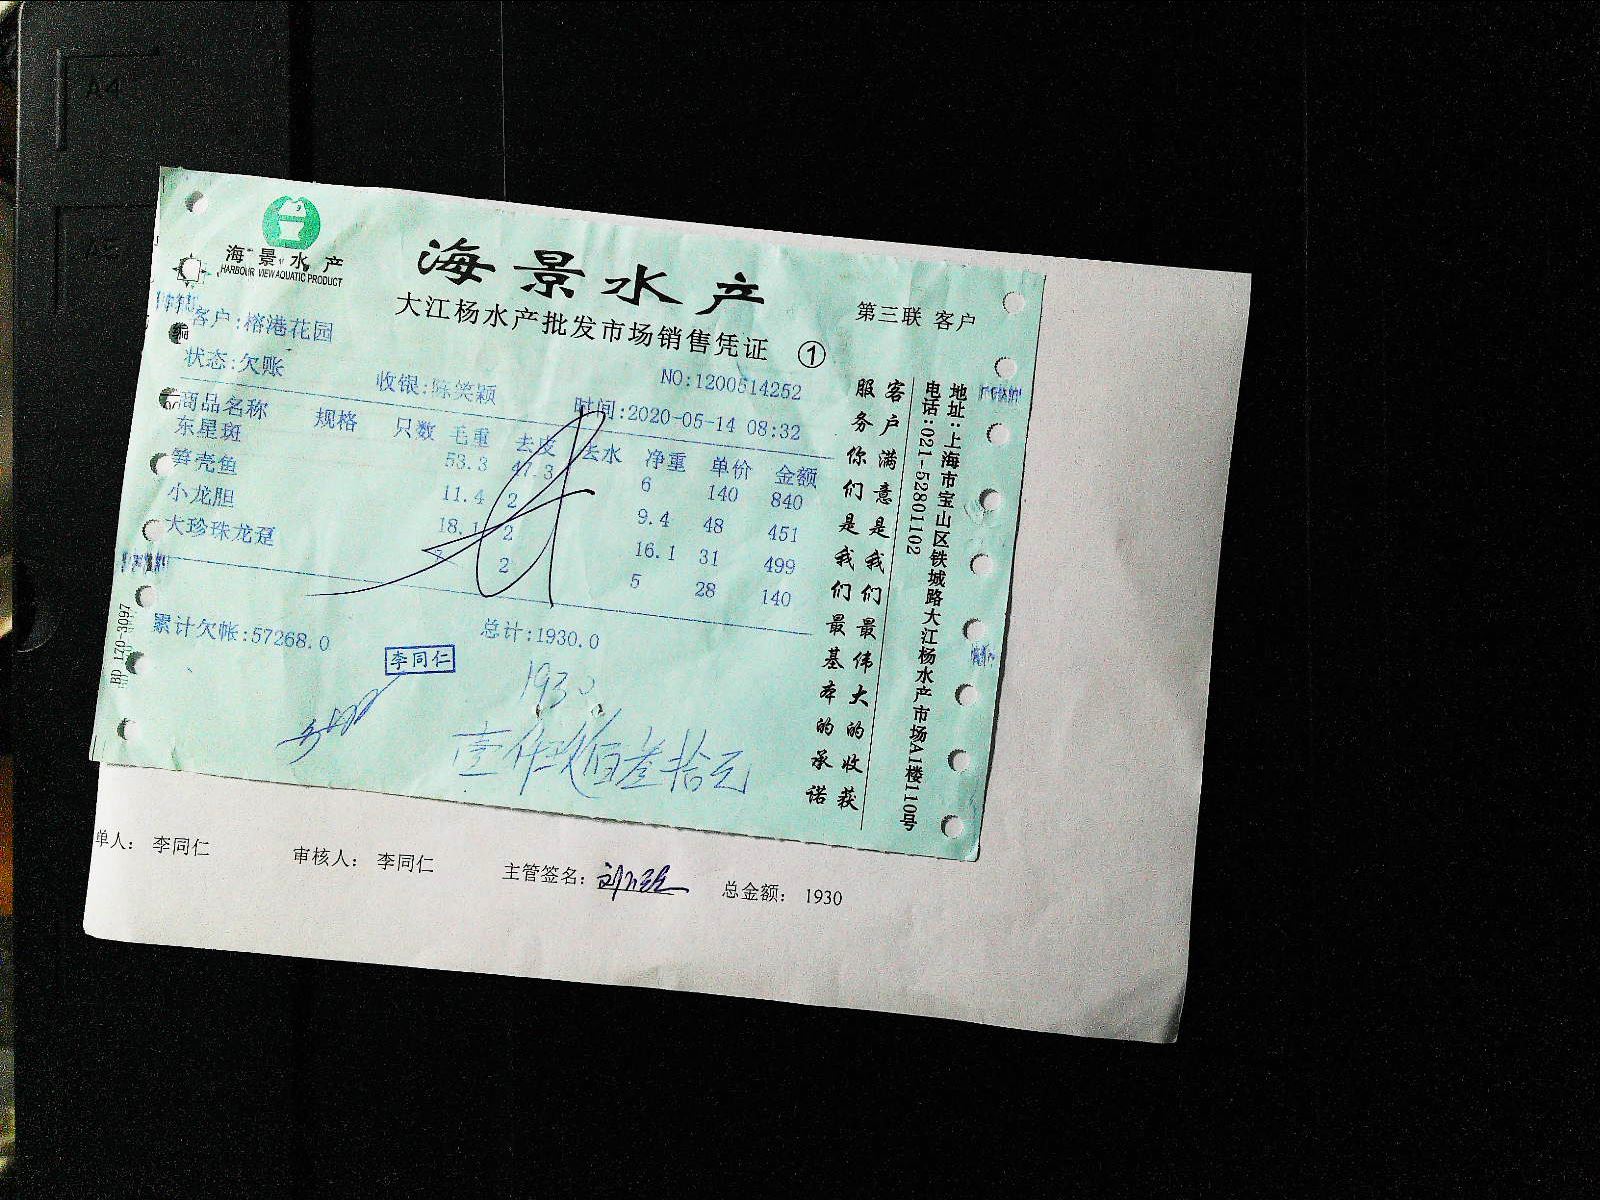 A4
A5
海景水产
HARBOUR VIEW AQUATIC PRODUCT
海景水产
大江杨水产批发市场销售凭证 ①
第三联 客户
客户:榕港花园
状态:欠账
收银:陈笑颖
NO:1200514252
时间:2020-05-14 08:32
商品名称 规格 只数 毛重 去皮 去水 净重 单价 金额
东星斑 53.3 47.3 6 140 840
笋壳鱼 11.4 2 9.4 48 451
小龙胆 18.1 2 16.1 31 499
大珍珠龙趸 7 2 5 28 140
累计欠帐:57268.0 总计:1930.0
李同仁
1930
壹仟玖佰叁拾元
客户满意是我们最伟大的收获
服务你们是我们最基本的承诺
地址:上海市宝山区铁城路大江杨水产市场A1楼110号
电话:021-52801102
BP 170-3097
单人: 李同仁 审核人: 李同仁 主管签名: 总金额: 1930